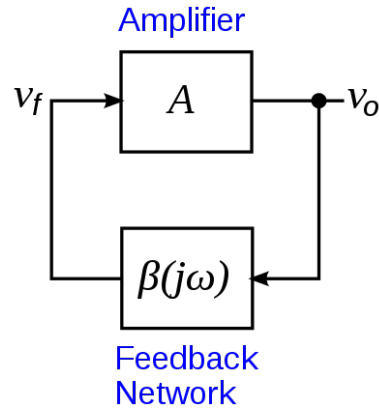 Amplifier
v_f A v_o
β(jω)
Feedback
Network